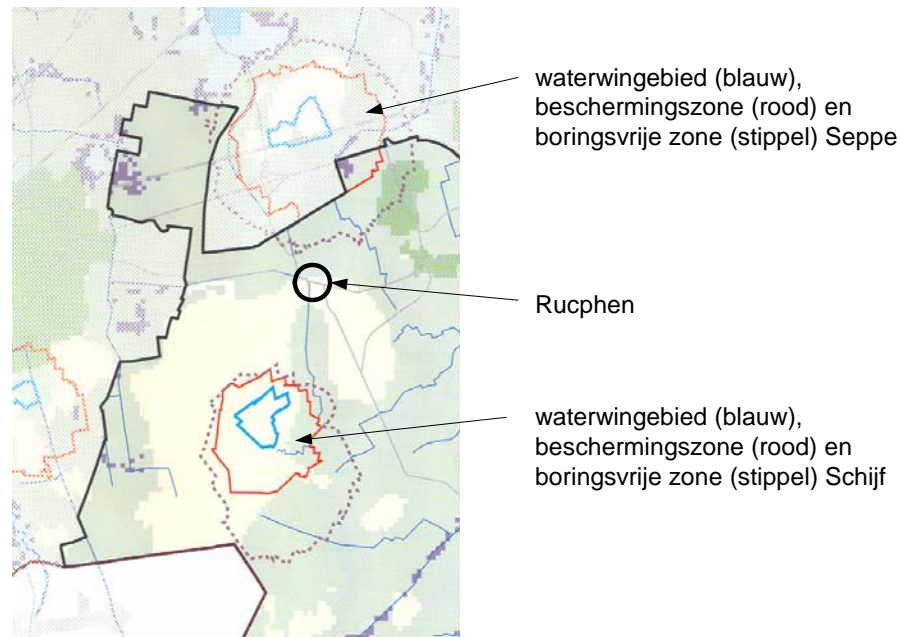 waterwingebied (blauw),
beschermingszone (rood) en
boringsvrije zone (stippel) Seppe
Rucphen
waterwingebied (blauw),
beschermingszone (rood) en
boringsvrije zone (stippel) Schijf